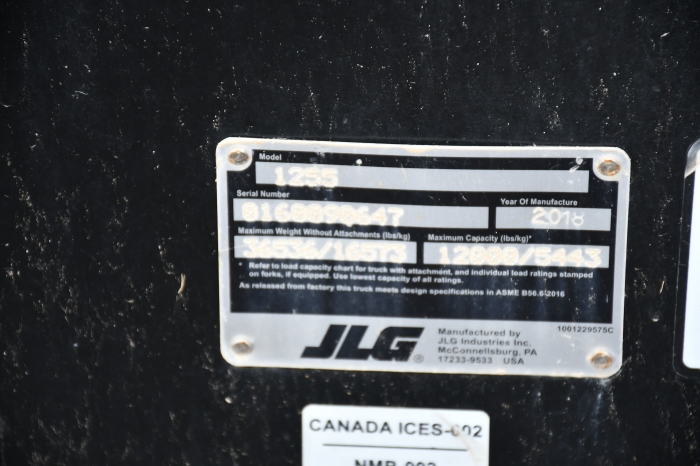 Model
1255
Serial Number
0160090647
Year Of Manufacture
2018
Maximum Weight Without Attachments (lbs/kg)
36536/16573
Maximum Capacity (lbs/kg)*
12000/5443
* Refer to load capacity chart for truck with attachment, and individual load ratings stamped
on forks, if equipped. Use lowest capacity of all ratings.
As released from factory this truck meets design specifications in ASME B56.6-2016
JLG®
Manufactured by
JLG Industries Inc.
McConnellsburg, PA
17233-9533 USA
1001229575C
CANADA ICES-002